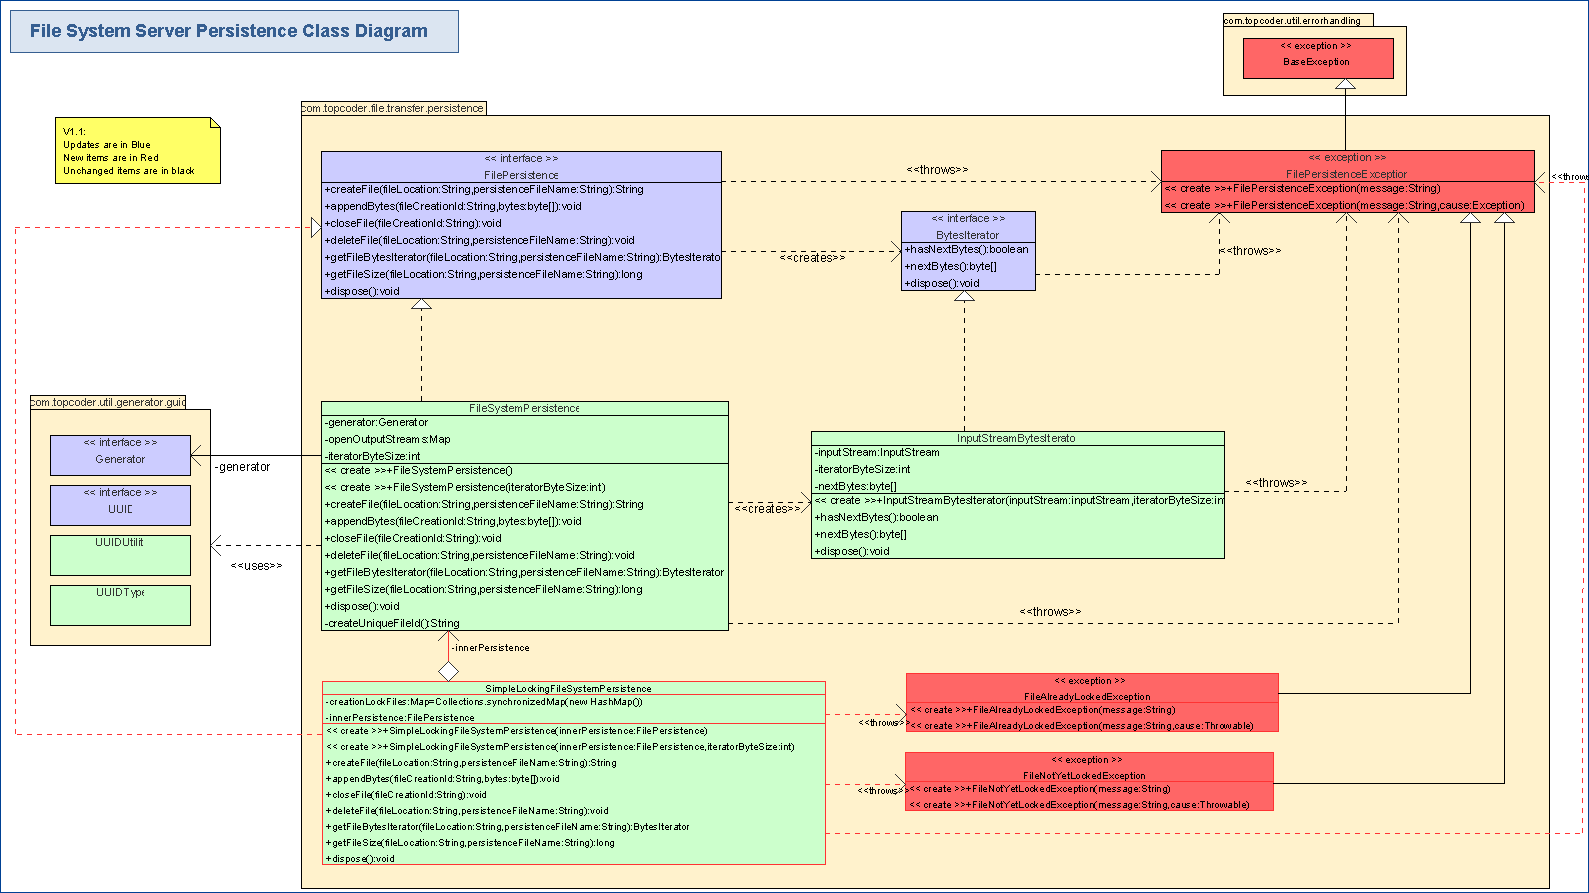 File System Server Persistence Class Diagram
com.topcoder.util.errorhandling
<< exception >>
BaseException
V1.1:
Updates are in Blue
New items are in Red
Unchanged items are in black
com.topcoder.file.transfer.persistence
<< interface >>
FilePersistence
+createFile(fileLocation:String,persistenceFileName:String):String
+appendBytes(fileCreationId:String,bytes:byte[]):void
+closeFile(fileCreationId:String):void
+deleteFile(fileLocation:String,persistenceFileName:String):void
+getFileBytesIterator(fileLocation:String,persistenceFileName:String):BytesIterato
+getFileSize(fileLocation:String,persistenceFileName:String):long
+dispose():void
<<throws>>
<< exception >>
FilePersistenceExceptior
<< create >>+FilePersistenceException(message:String)
<< create >>+FilePersistenceException(message:String,cause:Exception)
<<throws
<< interface >>
BytesIterator
+hasNextBytes():boolean
+nextBytes():byte[]
+dispose():void
<<creates>>
<<throws>>
com.topcoder.util.generator.guid
<< interface >>
Generator
<< interface >>
UUID
UUIDUtilit
UUIDType
-generator
<<uses>>
FileSystemPersistence
-generator:Generator
-openOutputStreams:Map
-iteratorByteSize:int
<< create >>+FileSystemPersistence()
<< create >>+FileSystemPersistence(iteratorByteSize:int)
+createFile(fileLocation:String,persistenceFileName:String):String
+appendBytes(fileCreationId:String,bytes:byte[]):void
+closeFile(fileCreationId:String):void
+deleteFile(fileLocation:String,persistenceFileName:String):void
+getFileBytesIterator(fileLocation:String,persistenceFileName:String):BytesIterator
+getFileSize(fileLocation:String,persistenceFileName:String):long
+dispose():void
-createUniqueFileId():String
<<creates>>
InputStreamBytesIterato
-inputStream:InputStream
-iteratorByteSize:int
-nextBytes:byte[]
<< create >>+InputStreamBytesIterator(inputStream:inputStream,iteratorByteSize:in
+hasNextBytes():boolean
+nextBytes():byte[]
+dispose():void
<<throws>>
<<throws>>
-innerPersistence
SimpleLockingFileSystemPersistence
-creationLockFiles:Map=Collections.synchronizedMap(new HashMap())
-innerPersistence:FilePersistence
<< create >>+SimpleLockingFileSystemPersistence(innerPersistence:FilePersistence)
<< create >>+SimpleLockingFileSystemPersistence(innerPersistence:FilePersistence,iteratorByteSize:int)
+createFile(fileLocation:String,persistenceFileName:String):String
+appendBytes(fileCreationId:String,bytes:byte[]):void
+closeFile(fileCreationId:String):void
+deleteFile(fileLocation:String,persistenceFileName:String):void
+getFileBytesIterator(fileLocation:String,persistenceFileName:String):BytesIterator
+getFileSize(fileLocation:String,persistenceFileName:String):long
+dispose():void
<<throws>>
<< exception >>
FileAlreadyLockedException
<< create >>+FileAlreadyLockedException(message:String)
<< create >>+FileAlreadyLockedException(message:String,cause:Throwable)
<<throws>>
<< exception >>
FileNotYetLockedException
<< create >>+FileNotYetLockedException(message:String)
<< create >>+FileNotYetLockedException(message:String,cause:Throwable)